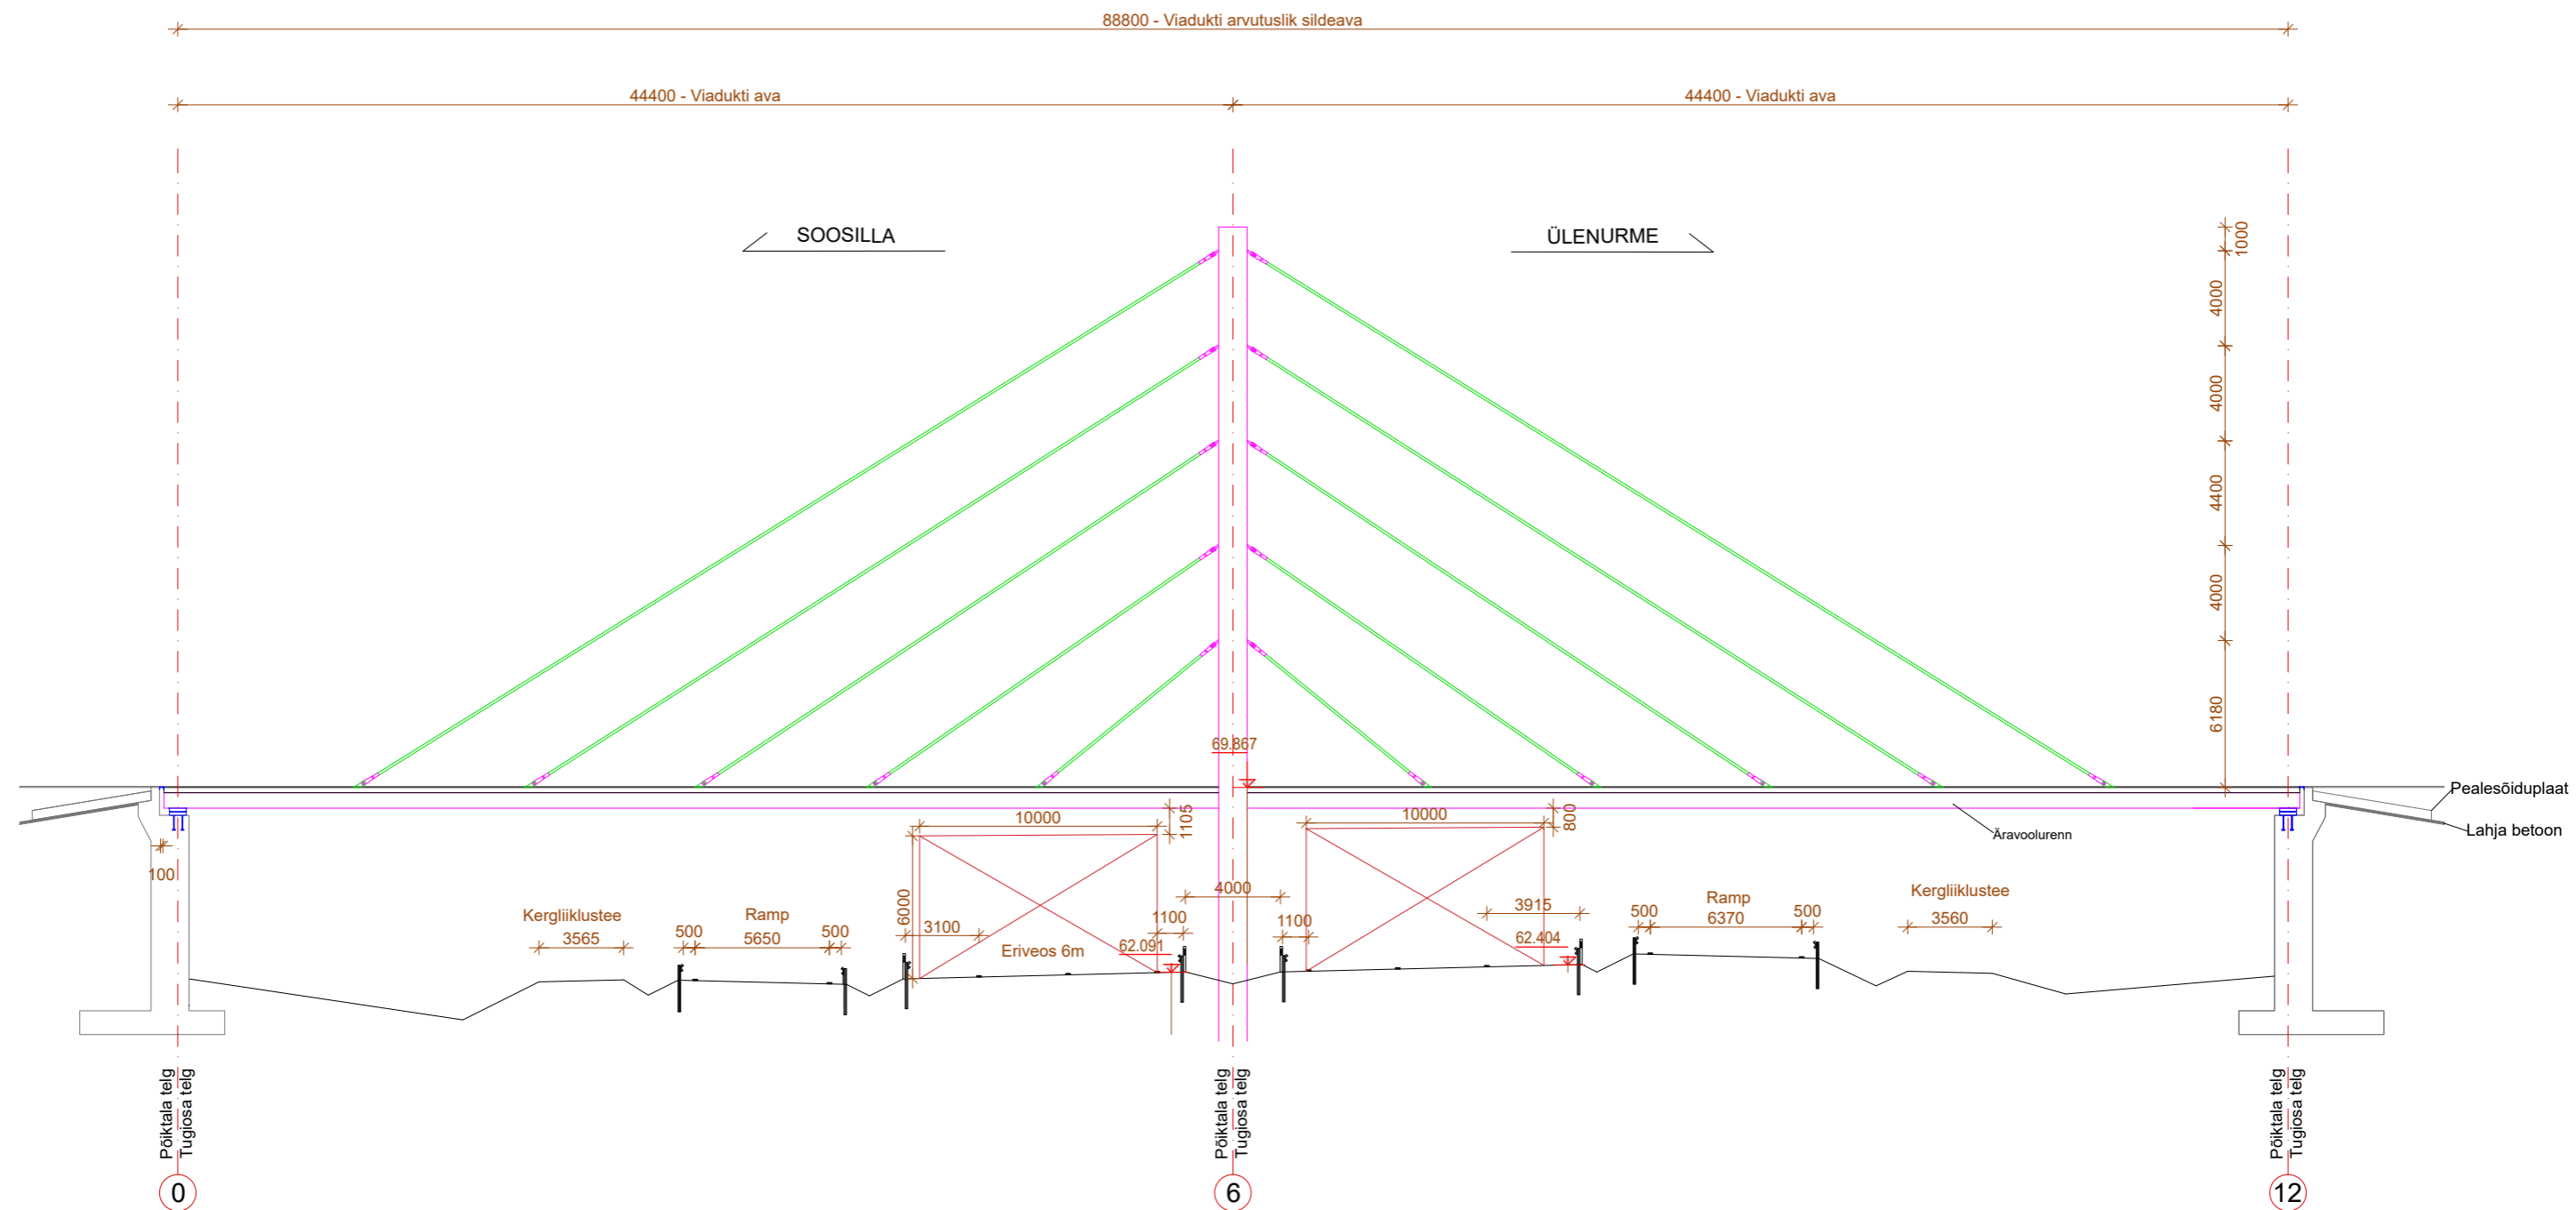 88800 - Viadukti arvutuslik sildeava
44400 - Viadukti ava
44400 - Viadukti ava
SOOSILLA
ÜLENURME
1000
4000
4000
4400
4000
6180
69.867
Pealesõiduplaat
Lahja betoon
Äravoolurenn
10000
1105
10000
800
100
6000
4000
Kergliiklustee
3565
Ramp
500
5650
500
3100
1100
Eriveos 6m
62.091
1100
3915
62.404
Ramp
500
6370
500
Kergliiklustee
3560
Põiktala telg
Tugiosa telg
Põiktala telg
Tugiosa telg
Põiktala telg
Tugiosa telg
0
6
12